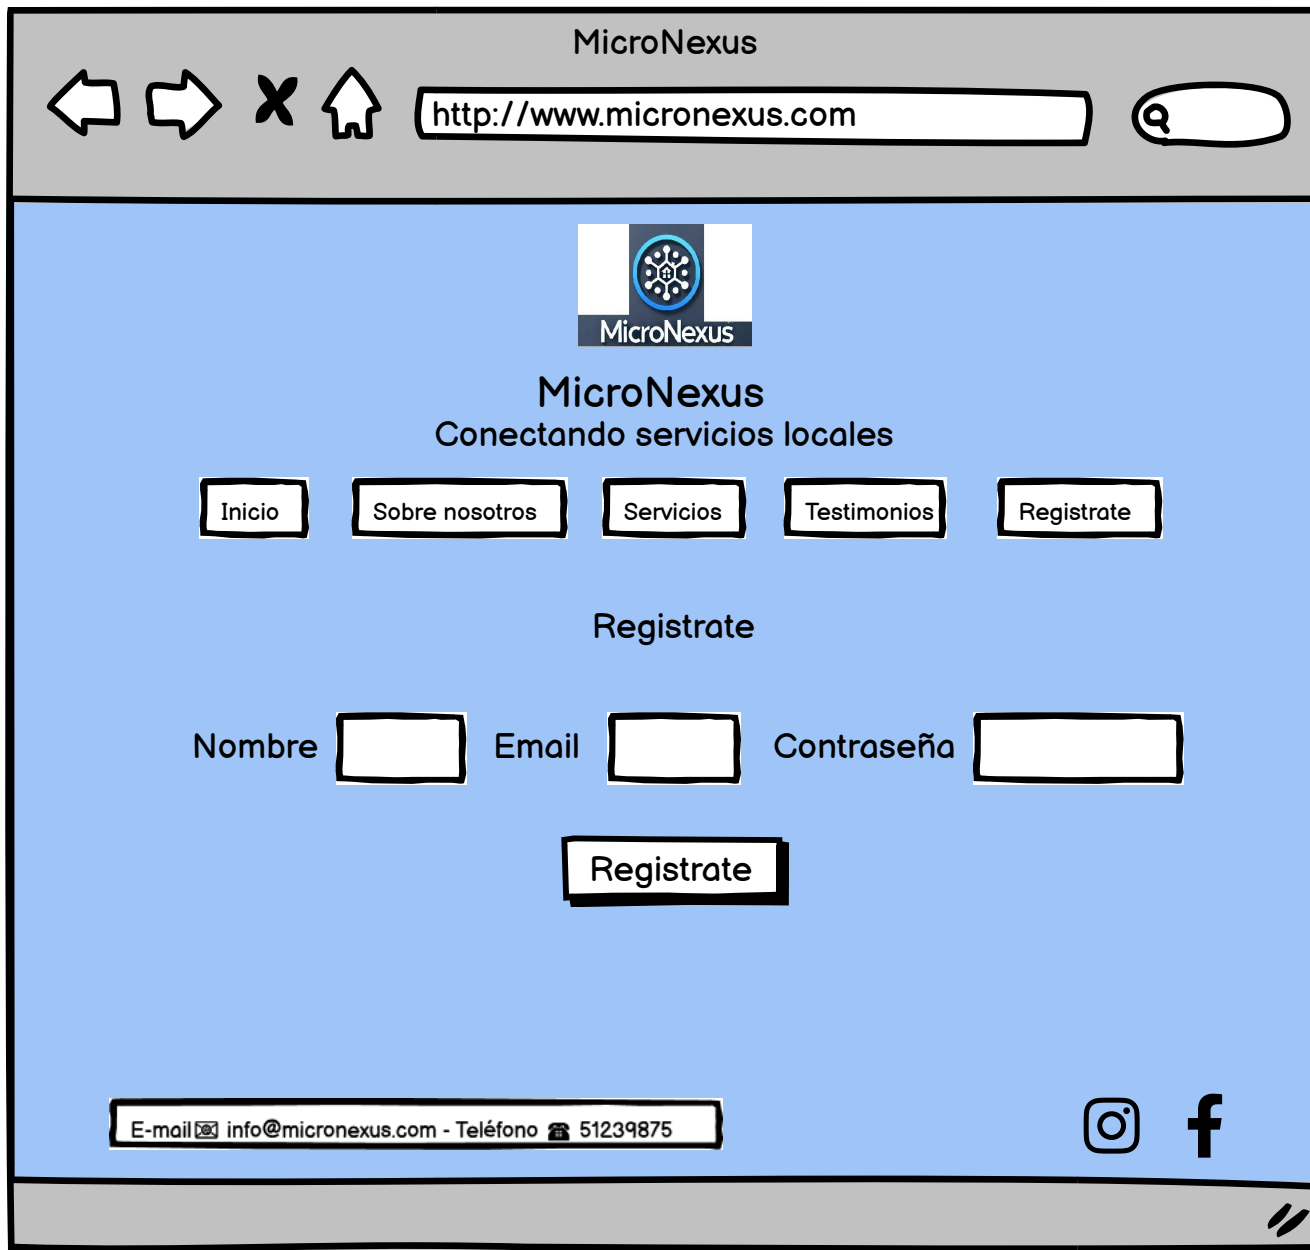 MicroNexus
http://www.micronexus.com
MicroNexus
MicroNexus
Conectando servicios locales
Inicio Sobre nosotros Servicios Testimonios Registrate
Registrate
Nombre Email Contraseña
Registrate
E-mail info@micronexus.com - Teléfono 51239875